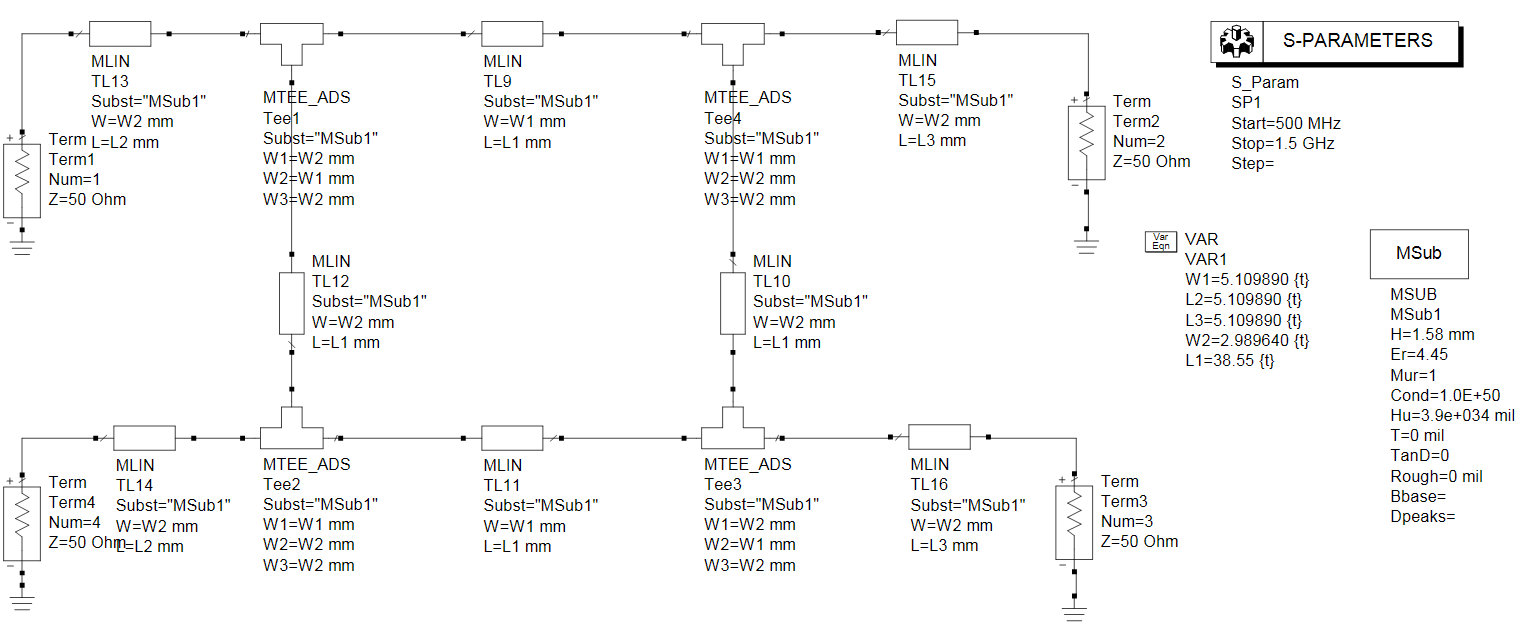 MLIN
TL13
Subst="MSub1"
W=W2 mm
L=L2 mm
MTEE_ADS
Tee1
Subst="MSub1"
W1=W2 mm
W2=W1 mm
W3=W2 mm
MLIN
TL9
Subst="MSub1"
W=W1 mm
L=L1 mm
MTEE_ADS
Tee4
Subst="MSub1"
W1=W1 mm
W2=W2 mm
W3=W2 mm
MLIN
TL15
Subst="MSub1"
W=W2 mm
L=L3 mm
+
Term
Term1
Num=1
Z=50 Ohm
-
+
Term
Term2
Num=2
Z=50 Ohm
-
S-PARAMETERS
S_Param
SP1
Start=500 MHz
Stop=1.5 GHz
Step=
MLIN
TL12
Subst="MSub1"
W=W2 mm
L=L1 mm
MLIN
TL10
Subst="MSub1"
W=W2 mm
L=L1 mm
Var
Eqn
VAR
VAR1
W1=5.109890 {t}
L2=5.109890 {t}
L3=5.109890 {t}
W2=2.989640 {t}
L1=38.55 {t}
MSub
MSUB
MSub1
H=1.58 mm
Er=4.45
Mur=1
Cond=1.0E+50
Hu=3.9e+034 mil
T=0 mil
TanD=0
Rough=0 mil
Bbase=
Dpeaks=
+
Term
Term4
Num=4
Z=50 Ohm
-
MLIN
TL14
Subst="MSub1"
W=W2 mm
L=L2 mm
MTEE_ADS
Tee2
Subst="MSub1"
W1=W1 mm
W2=W2 mm
W3=W2 mm
MLIN
TL11
Subst="MSub1"
W=W1 mm
L=L1 mm
MTEE_ADS
Tee3
Subst="MSub1"
W1=W2 mm
W2=W1 mm
W3=W2 mm
MLIN
TL16
Subst="MSub1"
W=W2 mm
L=L3 mm
+
Term
Term3
Num=3
Z=50 Ohm
-